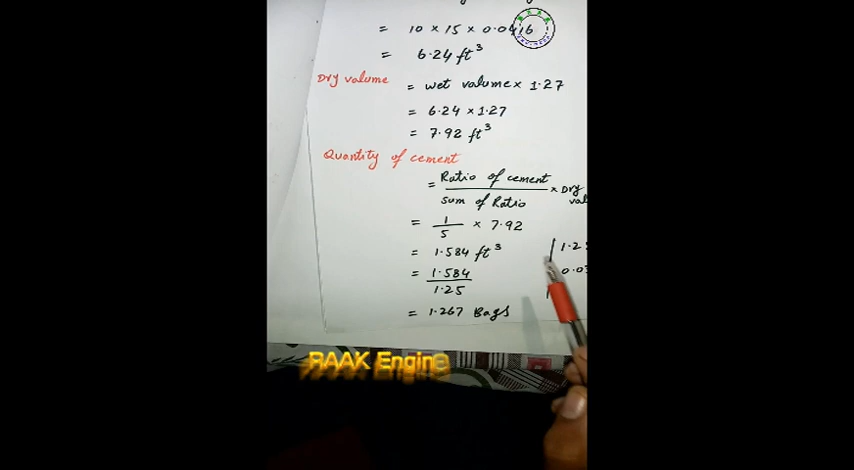 = 10 × 15 × 0.0416
= 6.24 ft³
Dry volume = wet volume × 1.27
= 6.24 × 1.27
= 7.92 ft³
Quantity of cement
= Ratio of cement / sum of Ratio × Dry
= 1/5 × 7.92
= 1.584 ft³
= 1.584 / 1.25
= 1.267 Bags
RAAK Engine